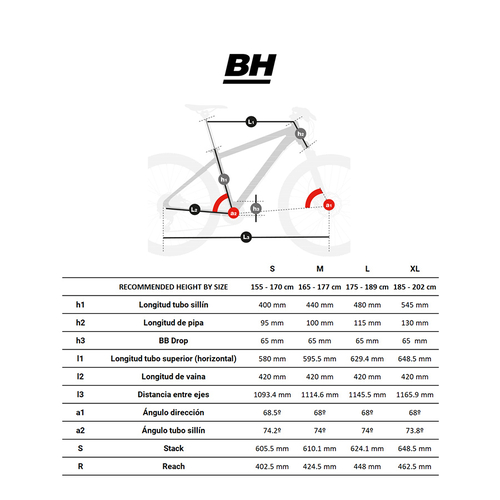 BH
L1
h2
h1
L2
a2
h3
a1
L3
S M L XL
RECOMMENDED HEIGHT BY SIZE 155 - 170 cm 165 - 177 cm 175 - 189 cm 185 - 202 cm
h1 Longitud tubo sillín 400 mm 440 mm 480 mm 545 mm
h2 Longitud de pipa 95 mm 100 mm 115 mm 130 mm
h3 BB Drop 65 mm 65 mm 65 mm 65 mm
l1 Longitud tubo superior (horizontal) 580 mm 595.5 mm 629.4 mm 648.5 mm
l2 Longitud de vaina 420 mm 420 mm 420 mm 420 mm
l3 Distancia entre ejes 1093.4 mm 1114.6 mm 1145.5 mm 1165.9 mm
a1 Ángulo dirección 68.5º 68º 68º 68º
a2 Ángulo tubo sillín 74.2º 74º 74º 73.8º
S Stack 605.5 mm 610.1 mm 624.1 mm 648.5 mm
R Reach 402.5 mm 424.5 mm 448 mm 462.5 mm